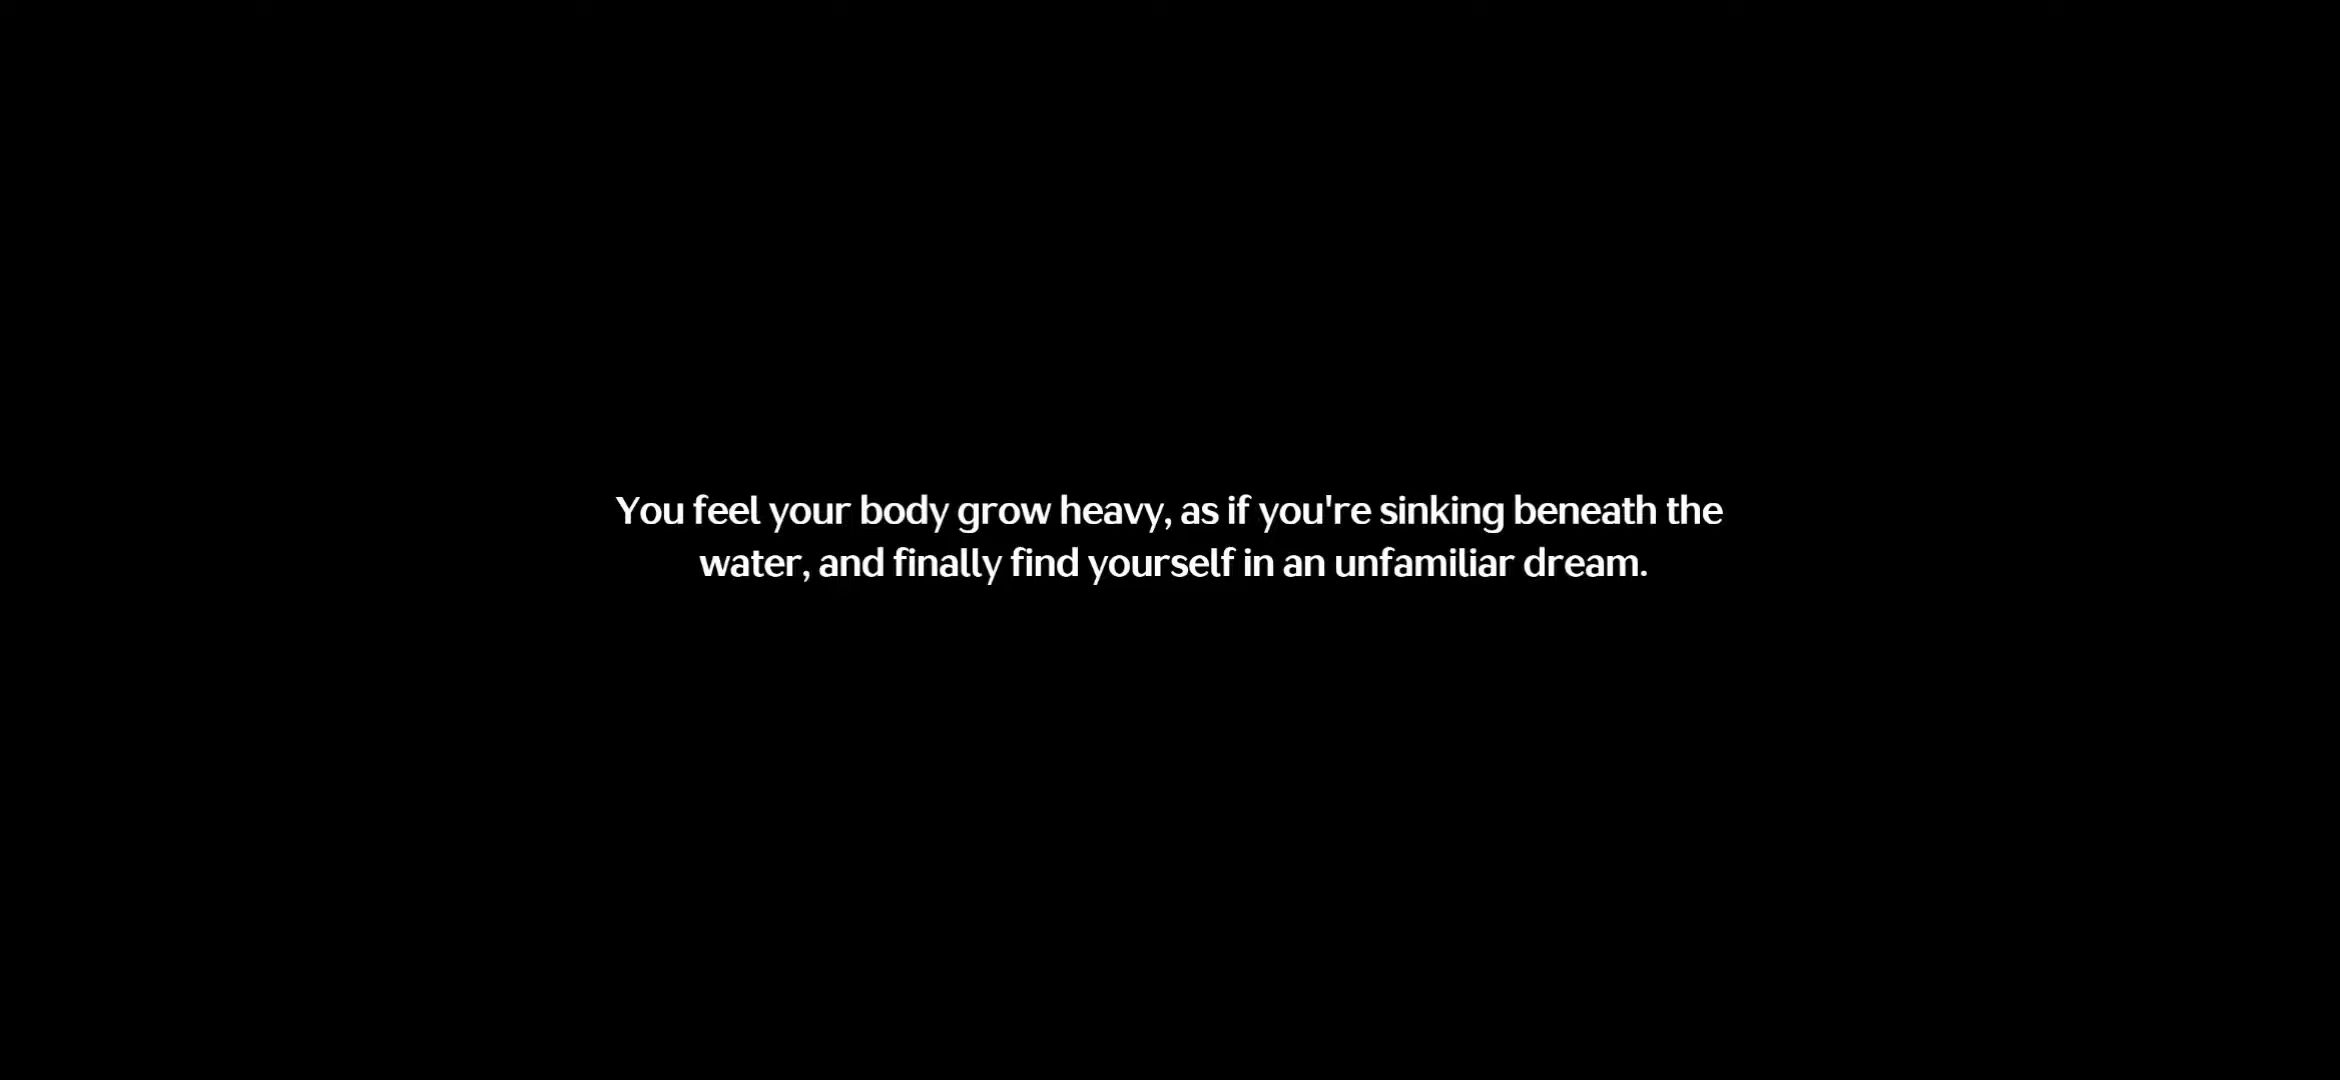 You feel your body grow heavy, as if you're sinking beneath the
water, and finally find yourself in an unfamiliar dream.